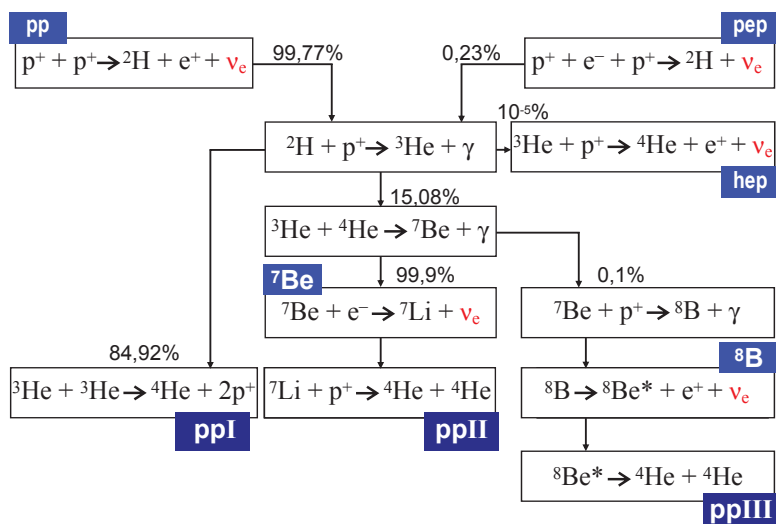 pp
pep
p⁺ + p⁺→²H + e⁺ + νₑ
99,77%
0,23%
p⁺ + e⁻ + p⁺→²H + νₑ
10⁻⁵%
²H + p⁺→³He + γ
³He + p⁺→⁴He + e⁺ + νₑ
hep
15,08%
³He + ⁴He→⁷Be + γ
⁷Be
99,9%
0,1%
⁷Be + e⁻→⁷Li + νₑ
⁷Be + p⁺→⁸B + γ
84,92%
⁸B
³He + ³He→⁴He + 2p⁺
⁷Li + p⁺→⁴He + ⁴He
⁸B→⁸Be* + e⁺ + νₑ
ppI
ppII
⁸Be*→⁴He + ⁴He
ppIII